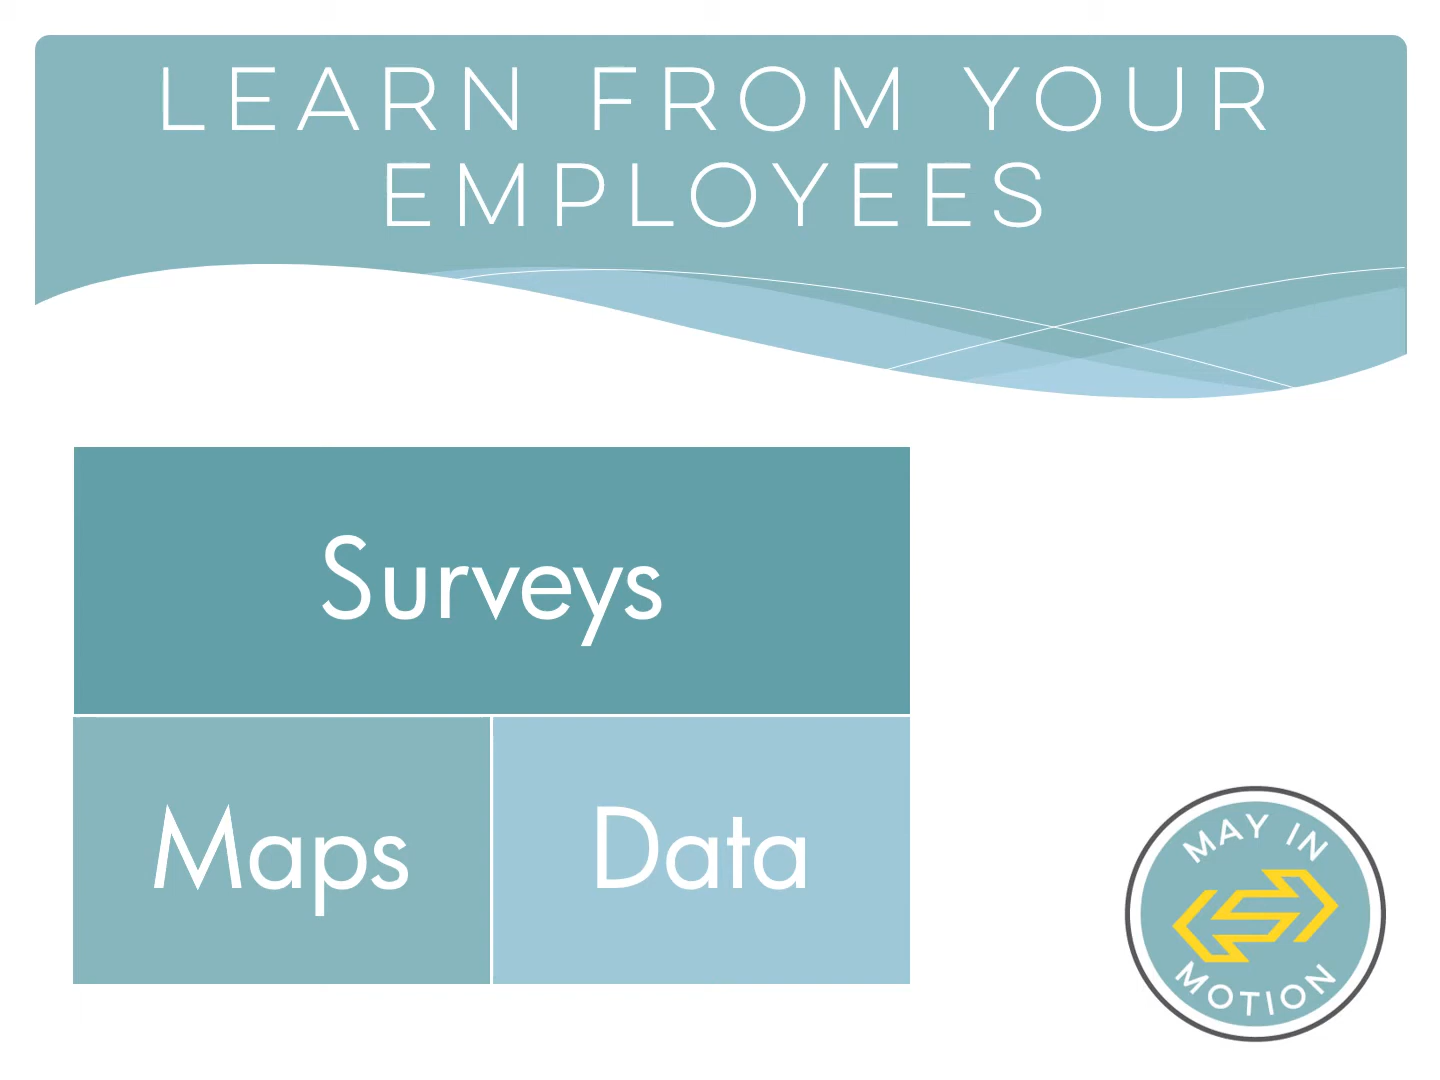 LEARN FROM YOUR
EMPLOYEES
Surveys
Maps
Data
MAY IN
MOTION